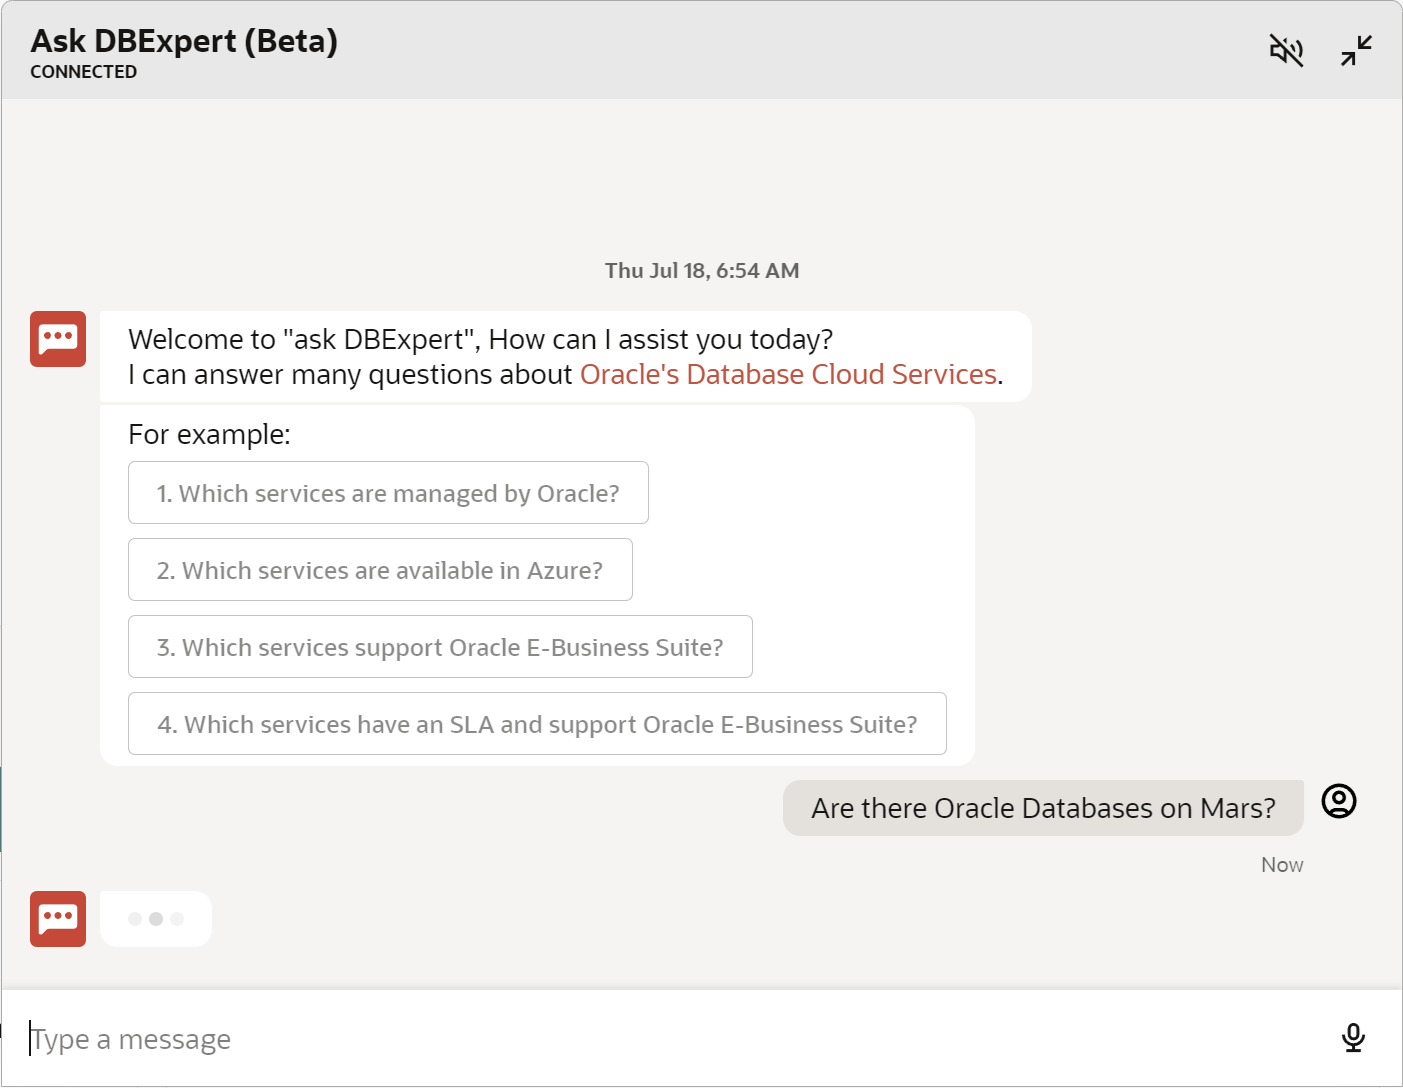 Ask DBExpert (Beta)
CONNECTED
Thu Jul 18, 6:54 AM
Welcome to "ask DBExpert", How can I assist you today?
I can answer many questions about Oracle's Database Cloud Services.
For example:
1. Which services are managed by Oracle?
2. Which services are available in Azure?
3. Which services support Oracle E-Business Suite?
4. Which services have an SLA and support Oracle E-Business Suite?
Are there Oracle Databases on Mars?
Now
Type a message